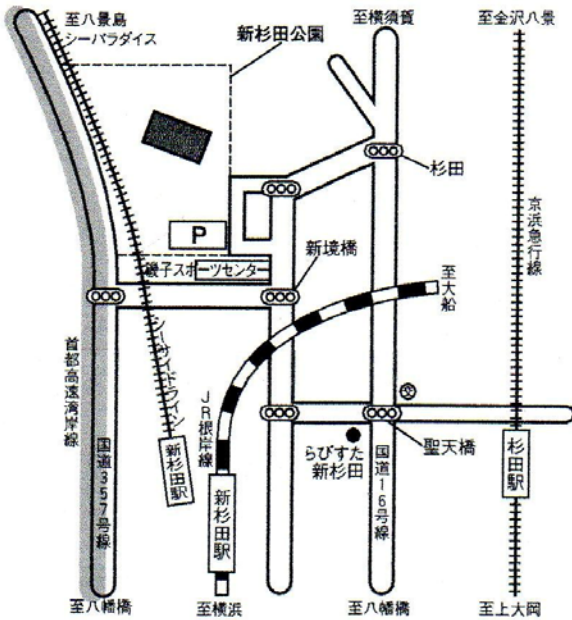 至八景島
シーパラダイス
新杉田公園
至横須賀
至金沢八景
杉田
京浜急行線
P
磯子スポーツセンター
新境橋
至大船
シーサイドライン
首都高速湾岸線
国道357号線
JR根岸線
らびすた
新杉田
聖天橋
国道16号線
新杉田駅
新杉田駅
杉田駅
至八幡橋
至横浜
至八幡橋
至上大岡